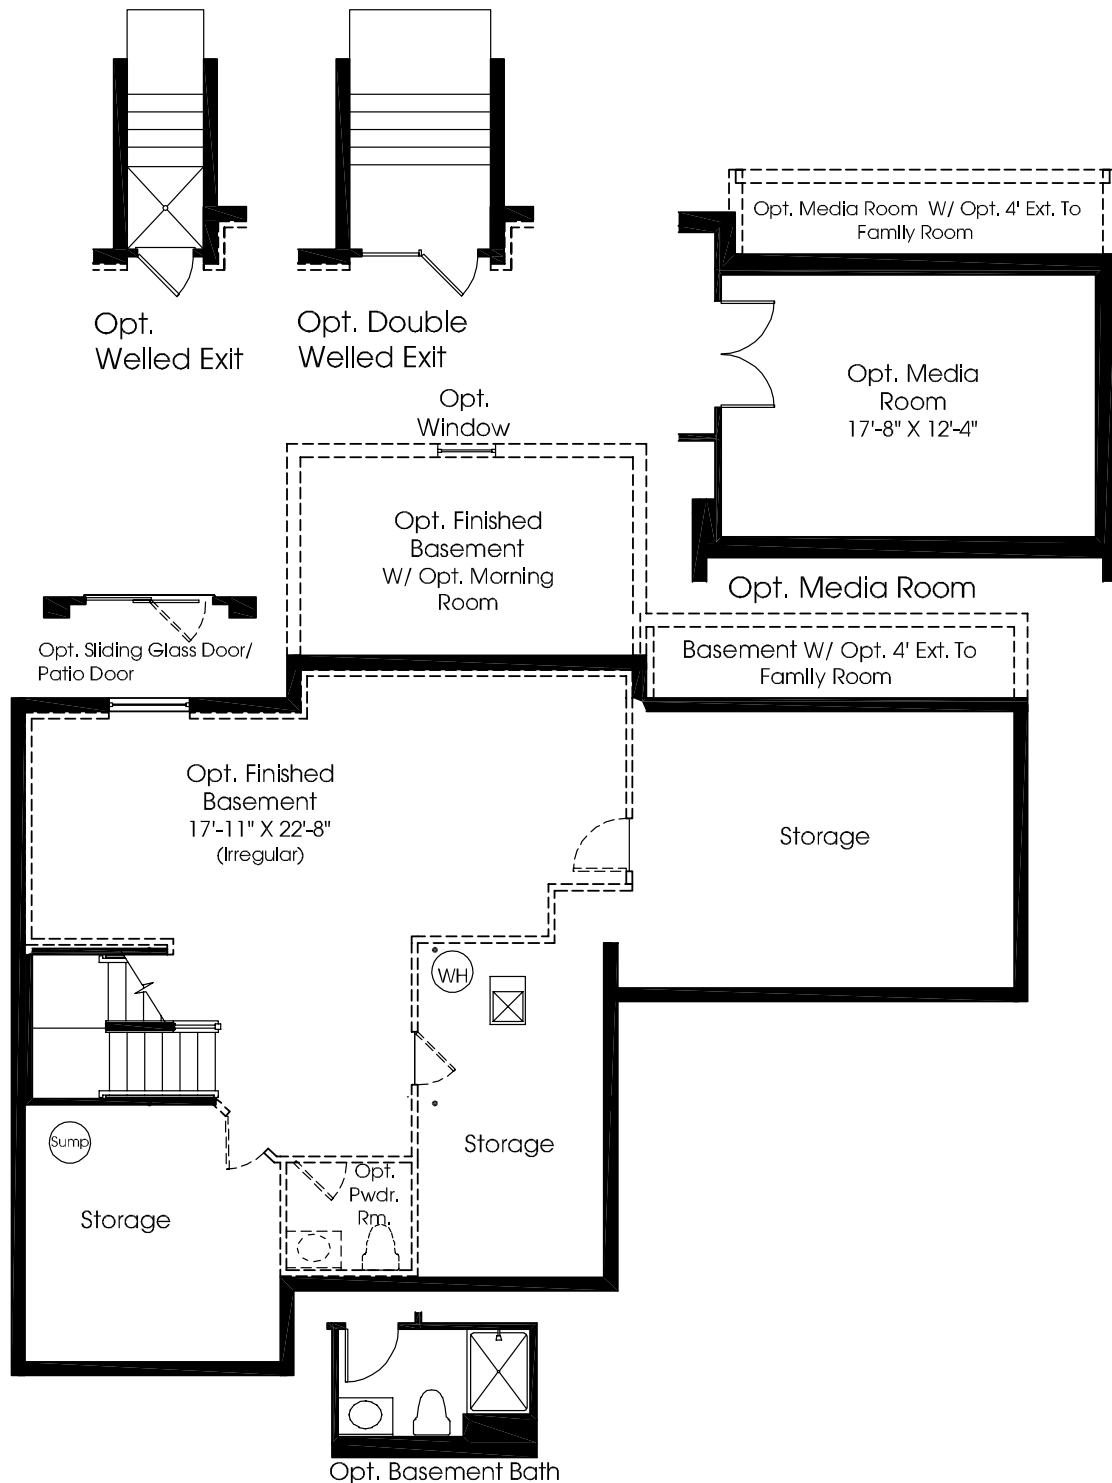 Opt. Media Room W/ Opt. 4' Ext. To
Family Room
Opt.
Welled Exit
Opt. Double
Welled Exit
Opt. Media
Room
17'-8" X 12'-4"
Opt.
Window
Opt. Finished
Basement
W/ Opt. Morning
Room
Opt. Media Room
Opt. Sliding Glass Door/
Patio Door
Basement W/ Opt. 4' Ext. To
Family Room
Opt. Finished
Basement
17'-11" X 22'-8"
(Irregular)
Storage
WH
Sump
Storage
Opt.
Pwdr.
Rm.
Storage
Opt. Basement Bath